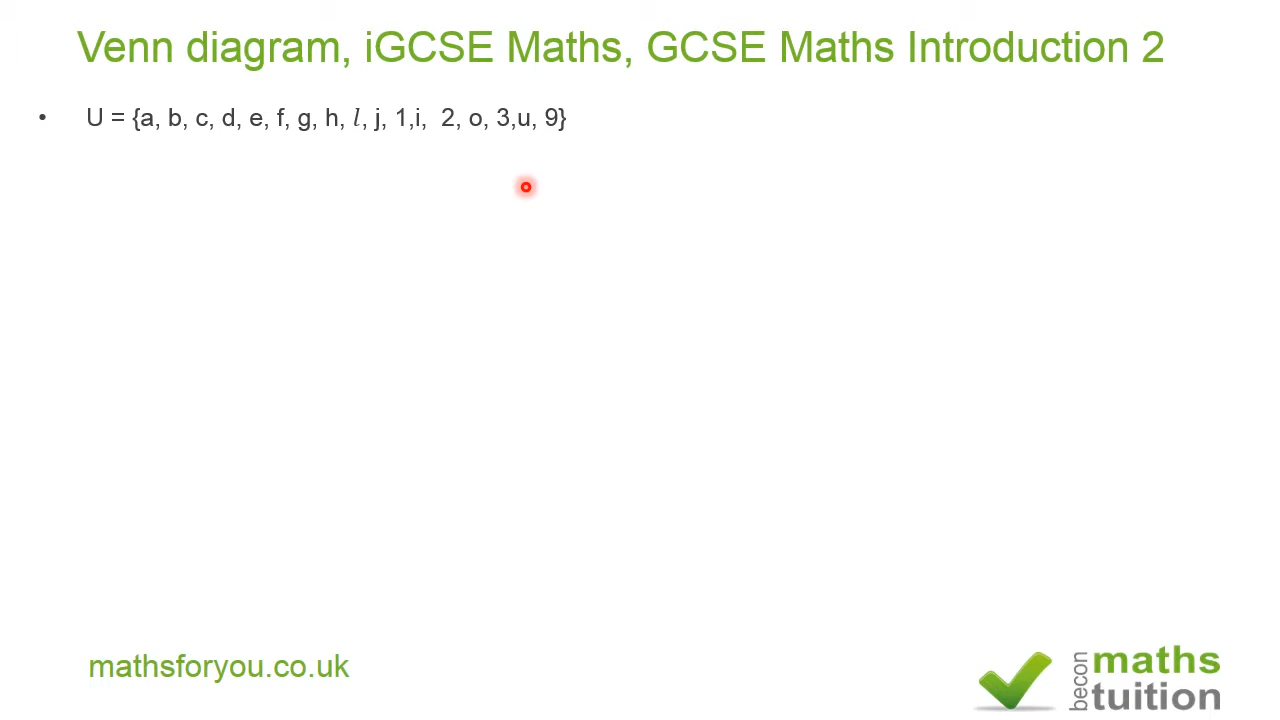 Venn diagram, iGCSE Maths, GCSE Maths Introduction 2
• U = {a, b, c, d, e, f, g, h, 𝑙, j, 1,i,  2, o, 3,u, 9}
mathsforyou.co.uk
becon
maths
tuition